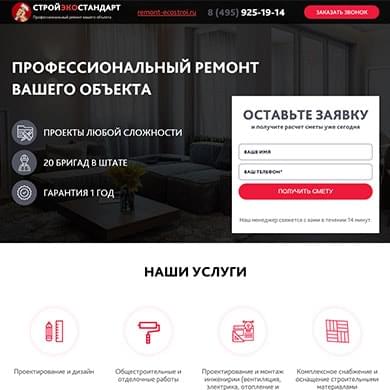 СТРОЙЭКОСТАНДАРТ
Профессиональный ремонт вашего объекта
remont-ecostroi.ru
8 (495) 925-19-14
ЗАКАЗАТЬ ЗВОНОК
ПРОФЕССИОНАЛЬНЫЙ РЕМОНТ
ВАШЕГО ОБЪЕКТА
ПРОЕКТЫ ЛЮБОЙ СЛОЖНОСТИ
20 БРИГАД В ШТАТЕ
ГАРАНТИЯ 1 ГОД
ОСТАВЬТЕ ЗАЯВКУ
и получите расчет сметы уже сегодня
ВАШЕ ИМЯ
ВАШ ТЕЛЕФОН*
ПОЛУЧИТЬ СМЕТУ
Наш менеджер свяжется с вами в течении 14 минут.
НАШИ УСЛУГИ
Проектирование и дизайн
Общестроительные и
отделочные работы
Проектирование и монтаж
инженирии (вентиляция,
электрика, отопление и
Комплексное снабжение и
оснащение строительными
материалами